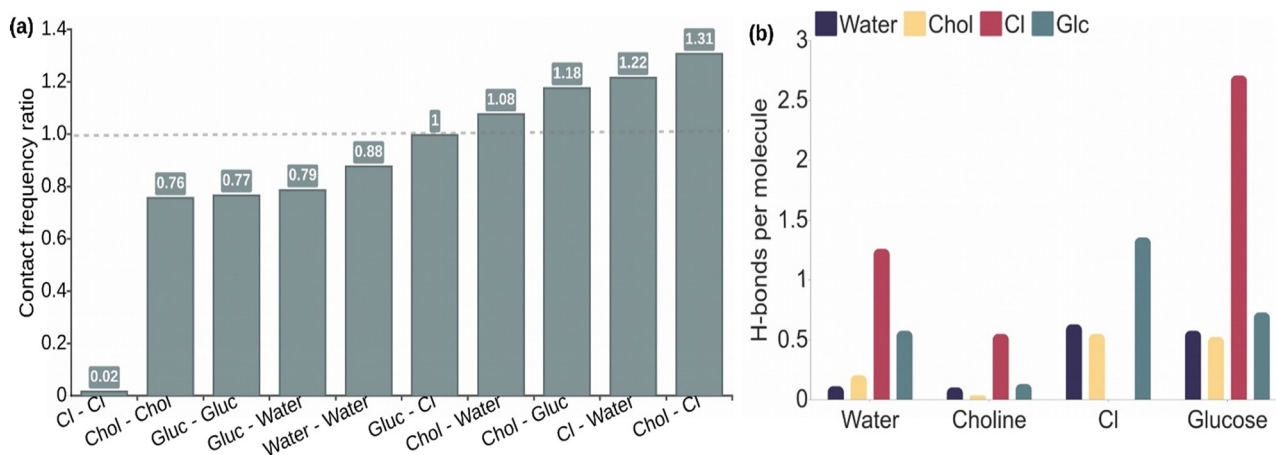 (a)
Contact frequency ratio
1.4
1.2
1.0
0.8
0.6
0.4
0.2
0
0.02
0.76
0.77
0.79
0.88
1
1.08
1.18
1.22
1.31
Cl - Cl
Chol - Chol
Gluc - Gluc
Gluc - Water
Water - Water
Gluc - Cl
Chol - Water
Chol - Gluc
Cl - Water
Chol - Cl
(b)
Water Chol Cl Glc
H-bonds per molecule
3
2.5
2
1.5
1
0.5
0
Water Choline Cl Glucose